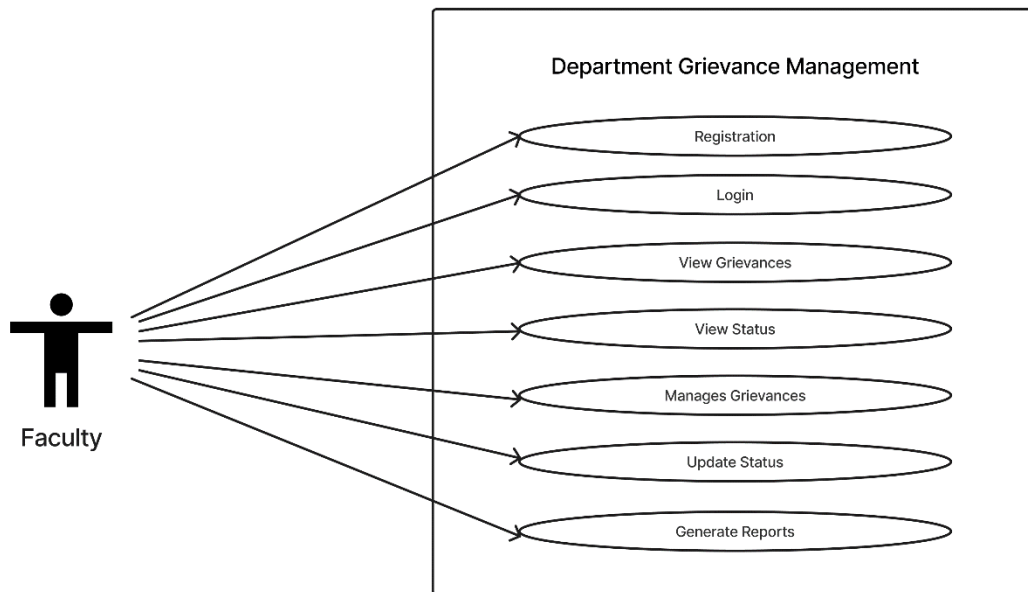 Department Grievance Management
Registration
Login
View Grievances
View Status
Manages Grievances
Update Status
Generate Reports
Faculty